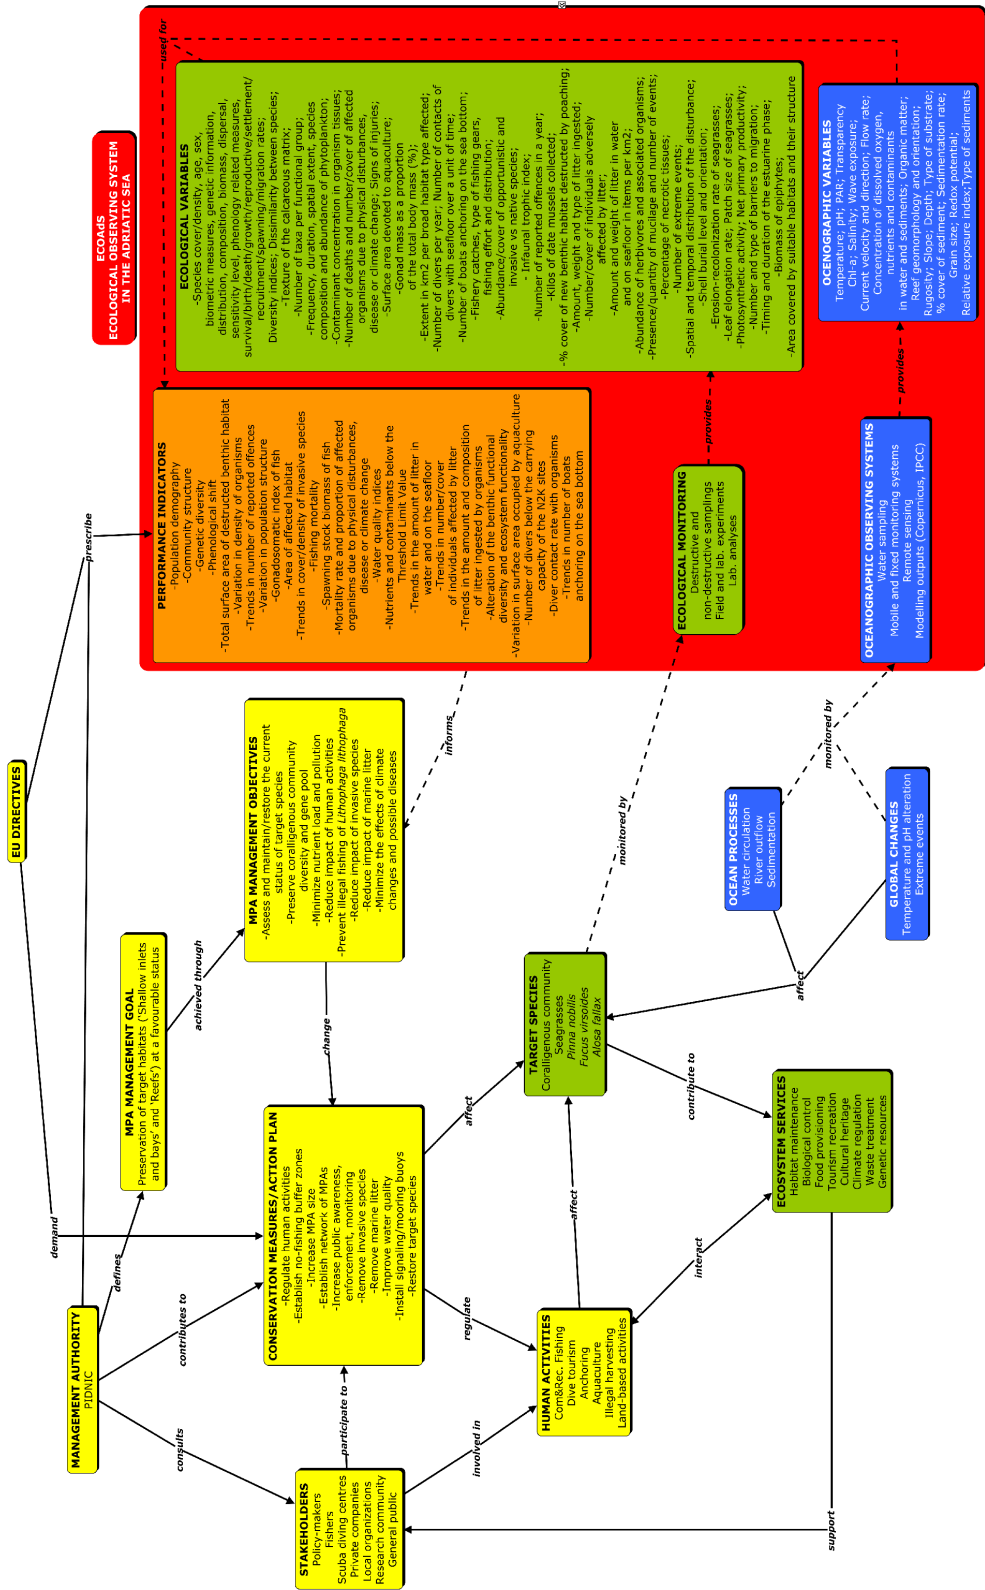 EU DIRECTIVES
prescribe
demand
ECOAdS
ECOLOGICAL OBSERVING SYSTEM
IN THE ADRIATIC SEA
MANAGEMENT AUTHORITY
PIDNIC
defines
contributes to
consults
MPA MANAGEMENT GOAL
Preservation of target habitats ('Shallow inlets
and bays' and 'Reefs') at a favourable status
achieved through
MPA MANAGEMENT OBJECTIVES
-Assess and maintain/restore the current
status of target species
-Preserve coralligenous community
diversity and gene pool
-Minimize nutrient load and pollution
-Reduce impact of human activities
-Prevent illegal fishing of Lithophaga lithophaga
-Reduce impact of invasive species
-Reduce impact of marine litter
-Minimize the effects of climate
changes and possible diseases
change
informs
STAKEHOLDERS
Policy-makers
Fishers
Scuba diving centres
Private companies
Local organizations
Research community
General public
participate to
involved in
CONSERVATION MEASURES/ACTION PLAN
-Regulate human activities
-Establish no-fishing buffer zones
-Increase MPA size
-Establish network of MPAs
-Increase public awareness,
enforcement, monitoring
-Remove invasive species
-Remove marine litter
-Improve water quality
-Install signaling/mooring buoys
-Restore target species
regulate
affect
HUMAN ACTIVITIES
Com&Rec. Fishing
Dive tourism
Anchoring
Aquaculture
Illegal harvesting
Land-based activities
affect
interact
TARGET SPECIES
Coralligenous community
Seagrasses
Pinna nobilis
Fucus virsoides
Alosa fallax
monitored by
contribute to
ECOSYSTEM SERVICES
Habitat maintenance
Biological control
Food provisioning
Tourism recreation
Cultural heritage
Climate regulation
Waste treatment
Genetic resources
support
affect
OCEAN PROCESSES
Water circulation
River outflow
Sedimentation
GLOBAL CHANGES
Temperature and pH alteration
Extreme events
monitored by
PERFORMANCE INDICATORS
-Population demography
-Community structure
-Genetic diversity
-Phenological shift
-Total surface area of destructed benthic habitat
-Variation in density of organisms
-Trends in number of reported offences
-Variation in population structure
-Gonadosomatic index of fish
-Area of affected habitat
-Trends in cover/density of invasive species
-Fishing mortality
-Spawning stock biomass of fish
-Mortality rate and proportion of affected
organisms due to physical disturbances,
disease or climate change
-Water quality indices
-Nutrients and contaminants below the
Threshold Limit Value
-Trends in the amount of litter in
water and on the seafloor
-Trends in number/cover
of individuals affected by litter
-Trends in the amount and composition
of litter ingested by organisms
-Alteration of the benthic functional
diversity and ecosystem functionality
-Variation in surface area occupied by aquaculture
-Number of divers below the carrying
capacity of the N2K sites
-Diver contact rate with organisms
-Trends in number of boats
anchoring on the sea bottom
used for
ECOLOGICAL VARIABLES
-Species cover/density, age, sex,
biometric measures, genetic information,
distribution, composition, biomass, dispersal,
sensitivity level, phenology related measures,
survival/birth/death/growth/reproductive/settlement/
recruitment/spawning/migration rates;
Diversity indices; Dissimilarity between species;
-Texture of the calcareous matrix;
-Number of taxa per functional group;
-Frequency, duration, spatial extent, species
composition and abundance of phytoplankton;
-Contaminant concentration in organism tissues;
-Number of deaths and number/cover of affected
organisms due to physical disturbances,
disease or climate change; Signs of injuries;
-Surface area devoted to aquaculture;
-Gonad mass as a proportion
of the total body mass (%);
-Extent in km2 per broad habitat type affected;
-Number of divers per year; Number of contacts of
divers with seafloor over a unit of time;
-Number of boats anchoring on the sea bottom;
-Fishery catches, type of fishing gears,
fishing effort and distribution;
-Abundance/cover of opportunistic and
invasive vs native species;
-Infaunal trophic index;
-Number of reported offences in a year;
-Kilos of date mussels collected;
-% cover of new benthic habitat destructed by poaching;
-Amount, weight and type of litter ingested;
-Number/cover of individuals adversely
affected by litter;
-Amount and weight of litter in water
and on seafloor in items per km2;
-Abundance of herbivores and associated organisms;
-Presence/quantity of mucilage and number of events;
-Percentage of necrotic tissues;
-Number of extreme events;
-Spatial and temporal distribution of the disturbance;
-Shell burial level and orientation;
-Erosion-recolonization rate of seagrasses;
-Leaf elongation rate; Patch size of seagrasses;
-Photosynthetic activity; Net primary productivity;
-Number and type of barriers to migration;
-Timing and duration of the estuarine phase;
-Biomass of epiphytes;
-Area covered by suitable habitats and their structure
ECOLOGICAL MONITORING
Destructive and
non-destructive samplings
Field and lab. experiments
Lab. analyses
provides
OCEANOGRAPHIC OBSERVING SYSTEMS
Water sampling
Mobile and fixed monitoring systems
Remote sensing
Modelling outputs (Copernicus, IPCC)
provides
OCENOGRAPHIC VARIABLES
Temperature; pH; PAR; Transparency
Chl-a; Salinity; Wave exposure;
Current velocity and direction; Flow rate;
Concentration of dissolved oxygen,
nutrients and contaminants
in water and sediments; Organic matter;
Reef geomorphology and orientation;
Rugosity; Slope; Depth; Type of substrate;
% cover of sediment; Sedimentation rate;
Grain size; Redox potential;
Relative exposure index;Type of sediments